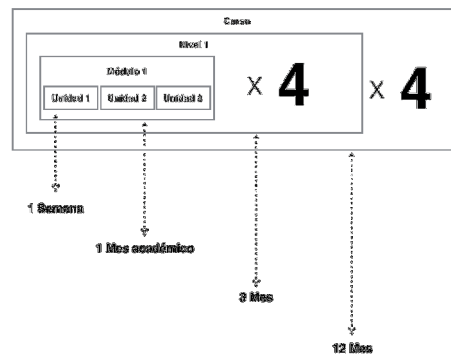 Curso
Nivel 1
Módulo 1
Unidad 1 Unidad 2 Unidad 3
X 4
X 4
1 Semana
1 Mes académico
3 Mes
12 Mes